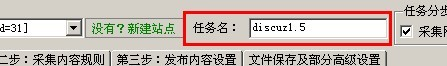 任务分步
d=31]
没有？新建站点
任务名：
discuz1.5
采集网
二步：采集内容规则
第三步：发布内容设置
文件保存及部分高级设置